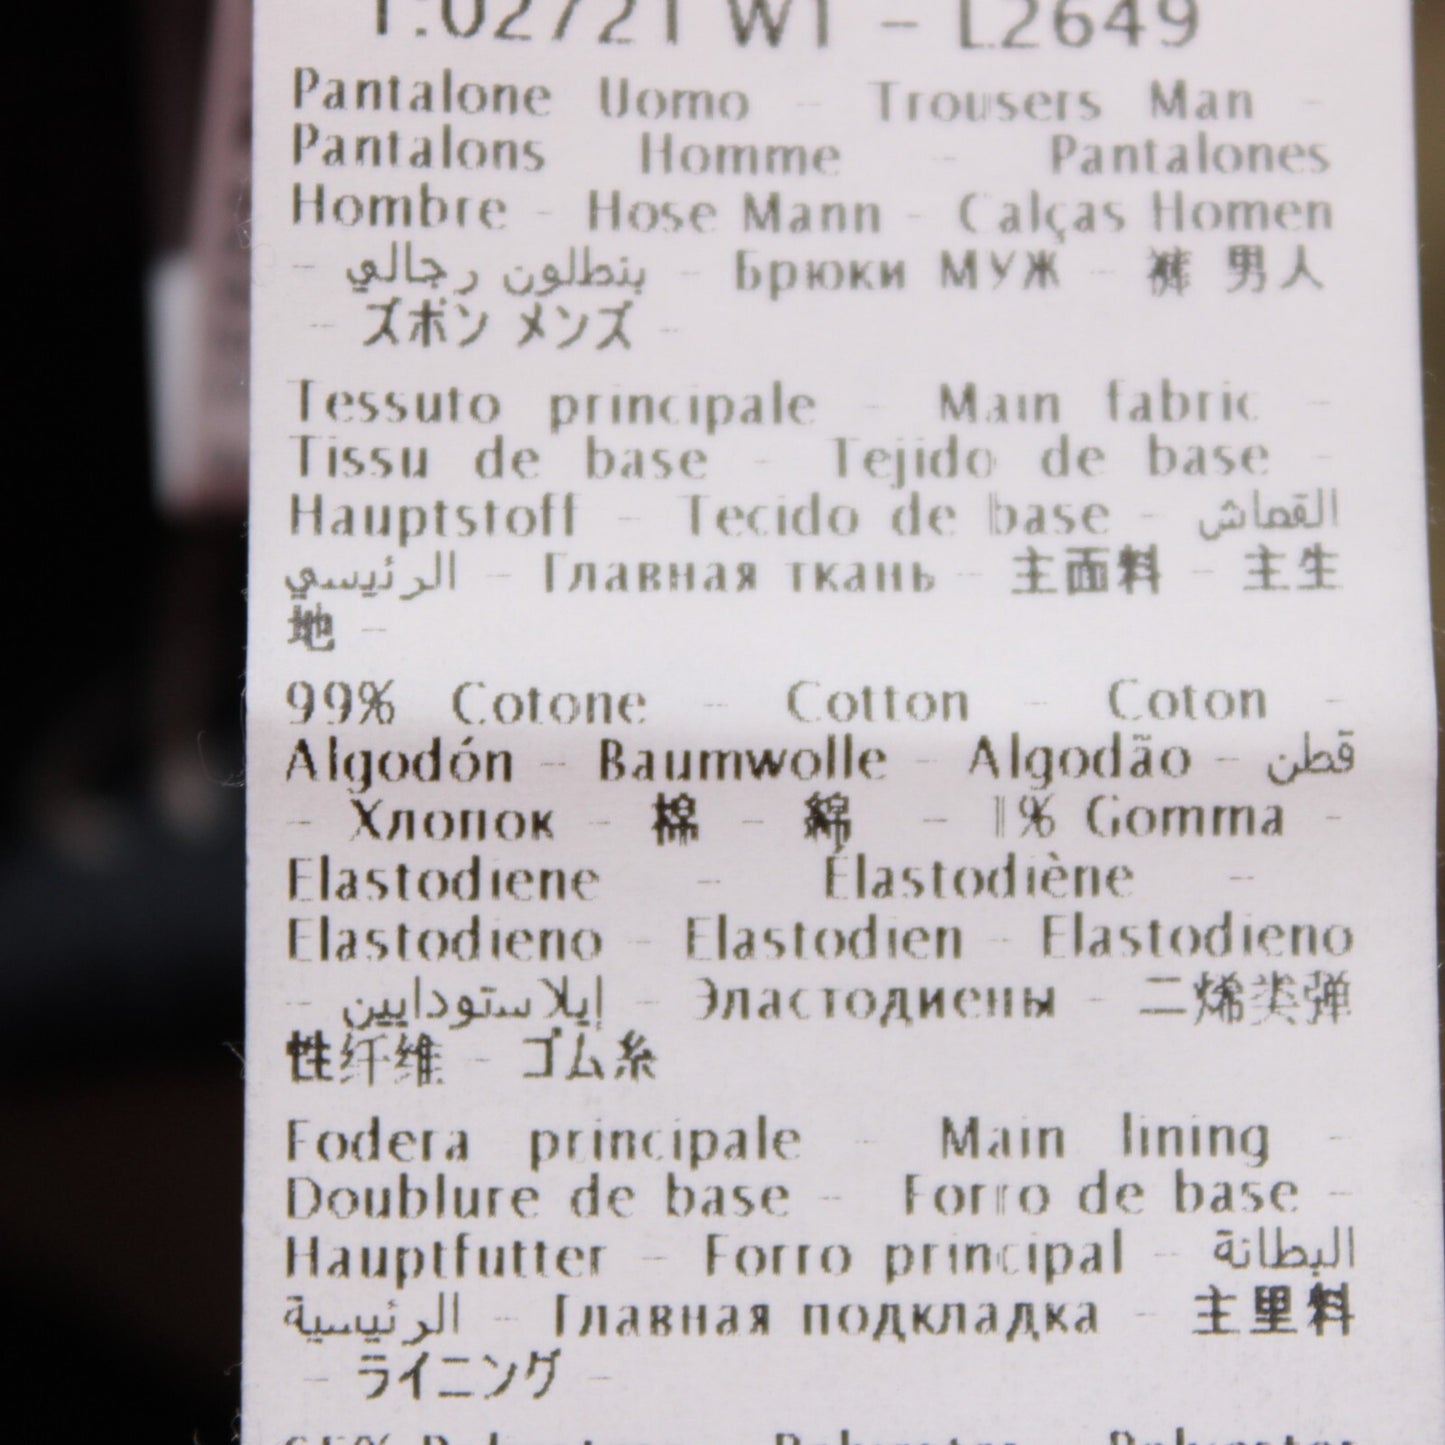 T:02721 W1 - L2649
Pantalone Uomo - Trousers Man -
Pantalons Homme - Pantalones
Hombre - Hose Mann - Calças Homen
- بنطلون رجالي - Брюки МУЖ - 裤 男人
- ズボン メンズ -
Tessuto principale - Main fabric -
Tissu de base - Tejido de base -
Hauptstoff - Tecido de base - القماش
الرئيسي - Главная ткань - 主面料 - 主生
地 -
99% Cotone - Cotton - Coton -
Algodón - Baumwolle - Algodão - قطن
- Хлопок - 棉 - 綿 - 1% Gomma -
Elastodiene - Élastodiène -
Elastodieno - Elastodien - Elastodieno
- إيلاستودايين - Эластодиены - 二烯类弹
性纤维 - ゴム糸
Fodera principale - Main lining -
Doublure de base - Forro de base -
Hauptfutter - Forro principal - البطانة
الرئيسية - Главная подкладка - 主里料
- ライニング -